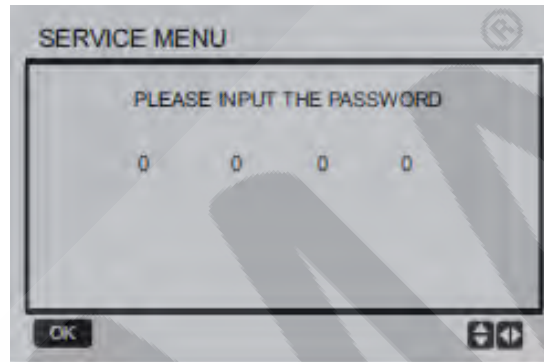 SERVICE MENU
PLEASE INPUT THE PASSWORD
0 0 0 0
OK